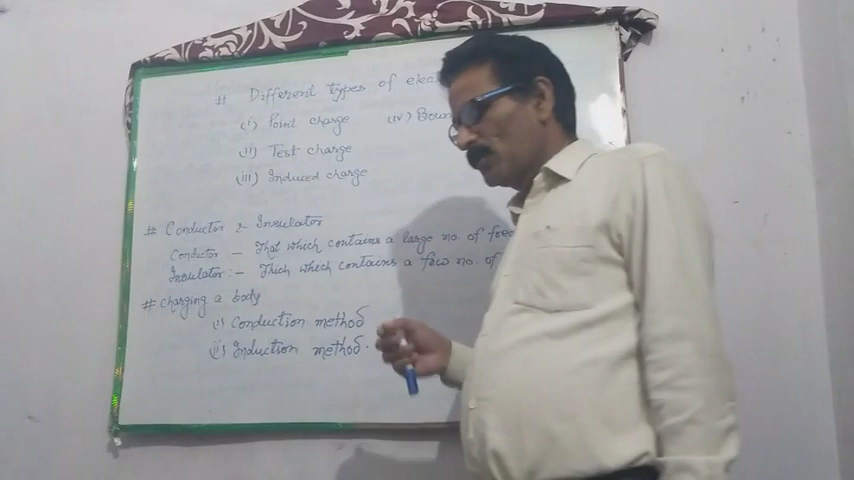 # Different types of elec
(i) Point charge (iv) Boun
(ii) Test charge
(iii) Induced charge
# Conductor & Insulator
Conductor - That which contains a large no. of free
Insulator :- Thich which contains a few no. of
# Charging a body
(i) Conduction method
(ii) Induction method.